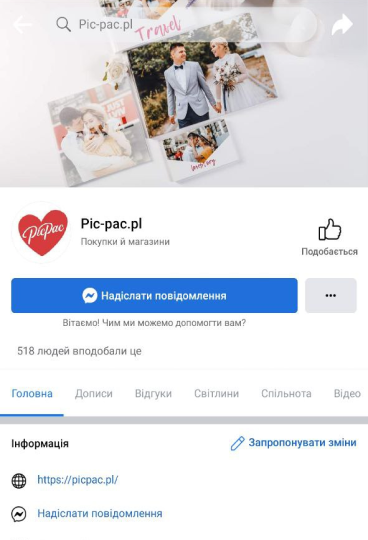 Pic-pac.pl
Travel
PicPac
Pic-pac.pl
Покупки й магазини
Подобається
Надіслати повідомлення
Вітаємо! Чим ми можемо допомогти вам?
518 людей вподобали це
Головна Дописи Відгуки Світлини Спільнота Відео
Інформація
Запропонувати зміни
https://picpac.pl/
Надіслати повідомлення